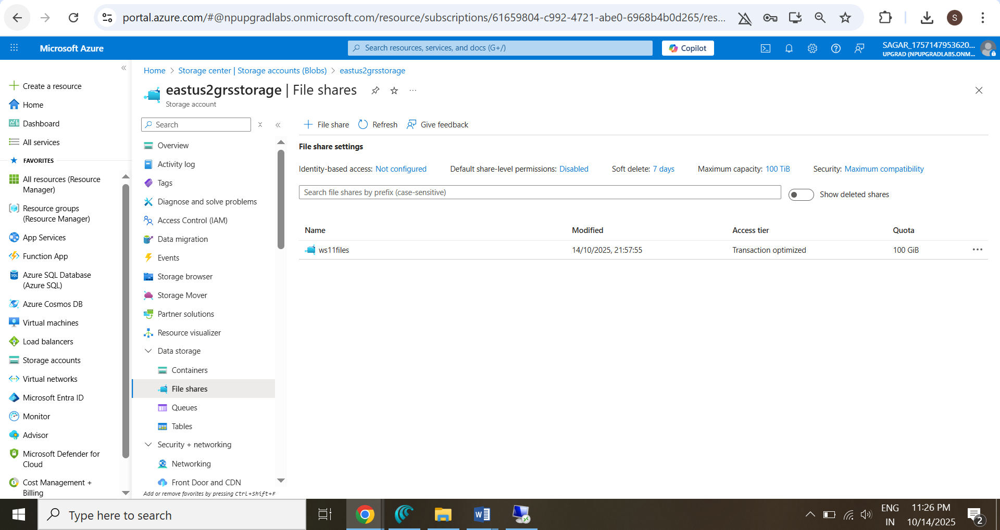 portal.azure.com/#@npupgradlabs.onmicrosoft.com/resource/subscriptions/61659804-c992-4721-abe0-6968b4b0d265/res...
S
Microsoft Azure
Search resources, services, and docs (G+/)
Copilot
SAGAR_1757147953620...
UPGRAD (NPUPGRADLABS.ONM...
Create a resource
Home
Dashboard
All services
FAVORITES
All resources (Resource
Manager)
Resource groups
(Resource Manager)
App Services
Function App
Azure SQL Database
(Azure SQL)
Azure Cosmos DB
Virtual machines
Load balancers
Storage accounts
Virtual networks
Microsoft Entra ID
Monitor
Advisor
Microsoft Defender for
Cloud
Cost Management +
Billing
Home > Storage center | Storage accounts (Blobs) > eastus2grsstorage
eastus2grsstorage | File shares
Storage account
Search
Overview
Activity log
Tags
Diagnose and solve problems
Access Control (IAM)
Data migration
Events
Storage browser
Storage Mover
Partner solutions
Resource visualizer
Data storage
Containers
File shares
Queues
Tables
Security + networking
Networking
Front Door and CDN
Add or remove favorites by pressing Ctrl+Shift+F
File share
Refresh
Give feedback
File share settings
Identity-based access: Not configured
Default share-level permissions: Disabled
Soft delete: 7 days
Maximum capacity: 100 TiB
Security: Maximum compatibility
Search file shares by prefix (case-sensitive)
Show deleted shares
Name Modified Access tier Quota
ws11files 14/10/2025, 21:57:55 Transaction optimized 100 GiB
Type here to search
ENG
IN
11:26 PM
10/14/2025
2